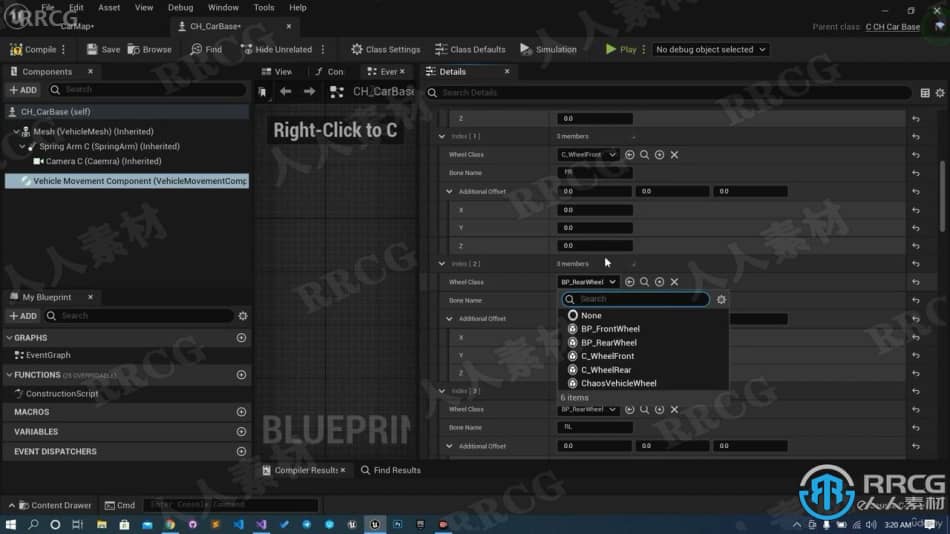 File Edit Asset View Debug Window Tools Help
CarMap•
CH_CarBase•
Parent class: C CH Car Base
Compile Save Browse Find Hide Unrelated Class Settings Class Defaults Simulation Play No debug object selected
Components
ADD Search
CH_CarBase (self)
Mesh (VehicleMesh) (Inherited)
Spring Arm C (SpringArm) (Inherited)
Camera C (Caemra) (Inherited)
Vehicle Movement Component (VehicleMovementComp
My Blueprint
ADD Search
GRAPHS
EventGraph
FUNCTIONS (25 OVERRIDABLE)
ConstructionScript
MACROS
VARIABLES
EVENT DISPATCHERS
View Con: Ever
CH_CarBase
Right-Click to C
BLUEPRIN
Compiler Results Find Results
Details
Search Details
Z 0.0
Index [ 1 ] 3 members
Wheel Class C_WheelFront
Bone Name FR
Additional Offset 0.0 0.0 0.0
X 0.0
Y 0.0
Z 0.0
Index [ 2 ] 3 members
Wheel Class BP_RearWheel
Bone Name
Additional Offset
X
Y
Z
Search
None
BP_FrontWheel
BP_RearWheel
C_WheelFront
C_WheelRear
ChaosVehicleWheel
6 items
Index [ 3 ]
Wheel Class BP_RearWheel
Bone Name RL
Additional Offset 0.0 0.0 0.0
Content Drawer Cmd Enter Console Command
3:20 AM
RRCG
人人素材
Udemy